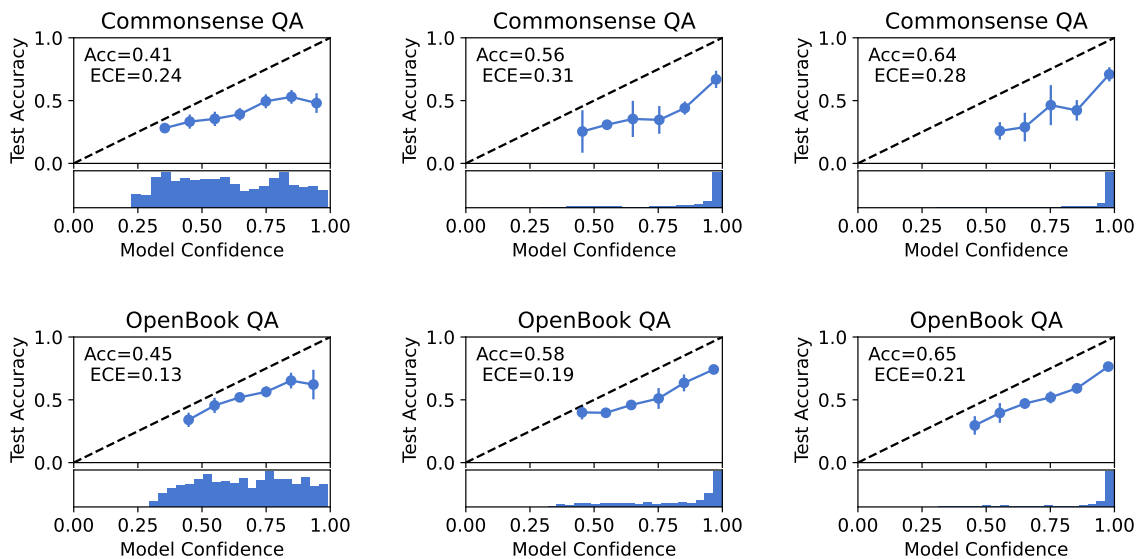 Commonsense QA
Acc=0.41
ECE=0.24
Test Accuracy
1.0
0.5
0.0
0.00 0.25 0.50 0.75 1.00
Model Confidence
Commonsense QA
Acc=0.56
ECE=0.31
Test Accuracy
1.0
0.5
0.0
0.00 0.25 0.50 0.75 1.00
Model Confidence
Commonsense QA
Acc=0.64
ECE=0.28
Test Accuracy
1.0
0.5
0.0
0.00 0.25 0.50 0.75 1.00
Model Confidence
OpenBook QA
Acc=0.45
ECE=0.13
Test Accuracy
1.0
0.5
0.0
0.00 0.25 0.50 0.75 1.00
Model Confidence
OpenBook QA
Acc=0.58
ECE=0.19
Test Accuracy
1.0
0.5
0.0
0.00 0.25 0.50 0.75 1.00
Model Confidence
OpenBook QA
Acc=0.65
ECE=0.21
Test Accuracy
1.0
0.5
0.0
0.00 0.25 0.50 0.75 1.00
Model Confidence